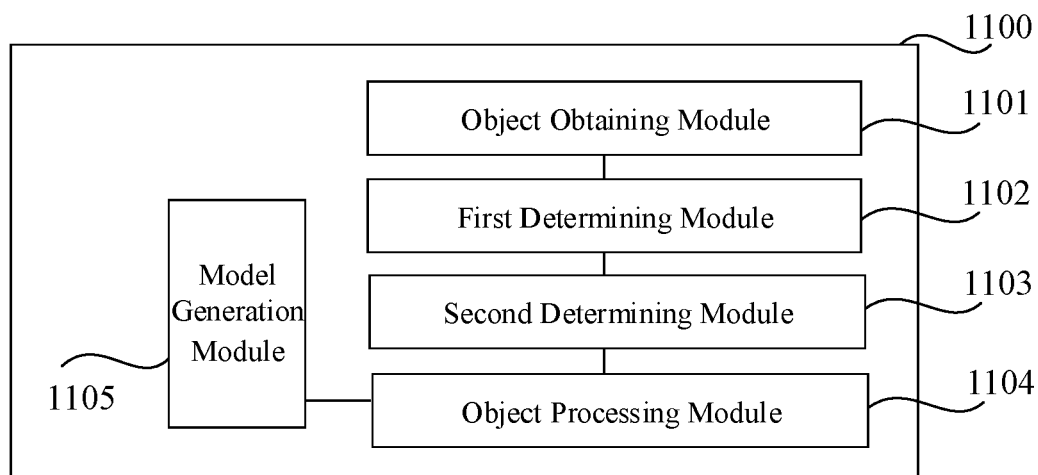 1100
Object Obtaining Module
1101
First Determining Module
1102
Model
Generation
Module
Second Determining Module
1103
1105
Object Processing Module
1104